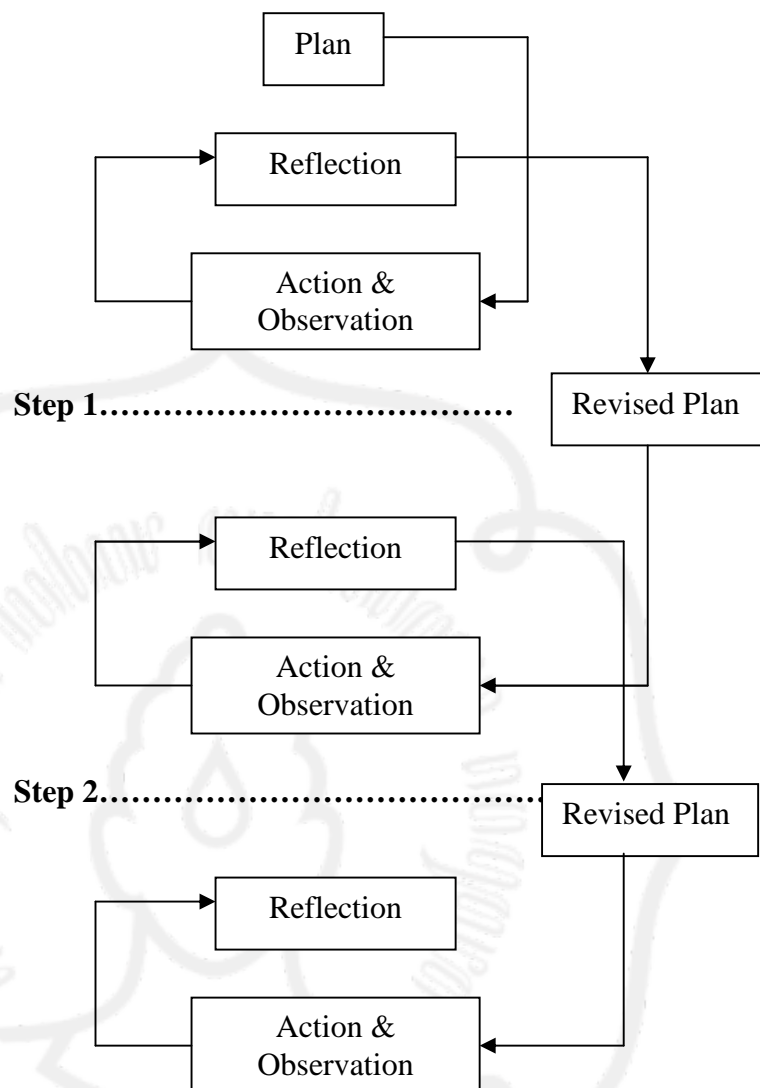 Plan
Reflection
Action &
Observation
Step 1.......................................
Revised Plan
Reflection
Action &
Observation
Step 2..........................................
Revised Plan
Reflection
Action &
Observation